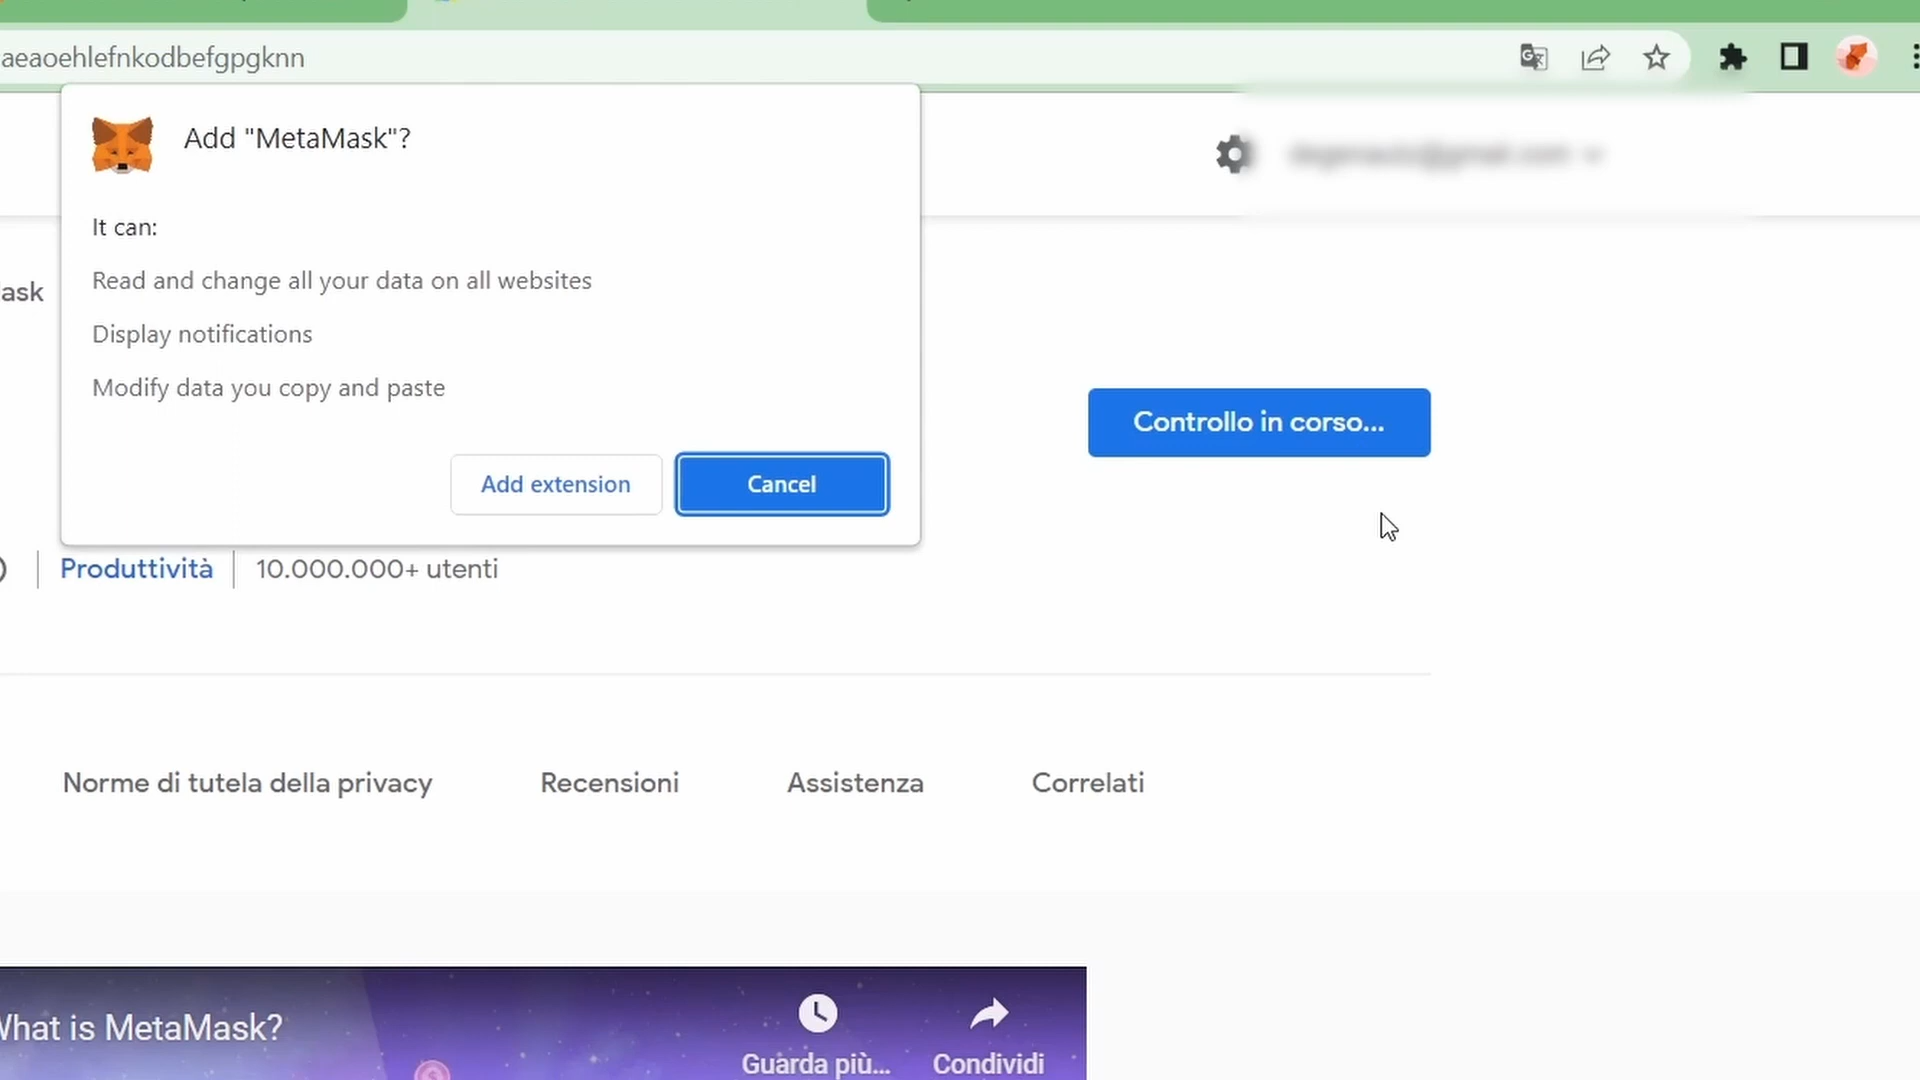 aeaoehlefnkodbefgpgknn
Add "MetaMask"?
It can:
Read and change all your data on all websites
Display notifications
Modify data you copy and paste
Add extension
Cancel
ask
Controllo in corso...
Produttività
10.000.000+ utenti
Norme di tutela della privacy
Recensioni
Assistenza
Correlati
What is MetaMask?
Guarda più...
Condividi